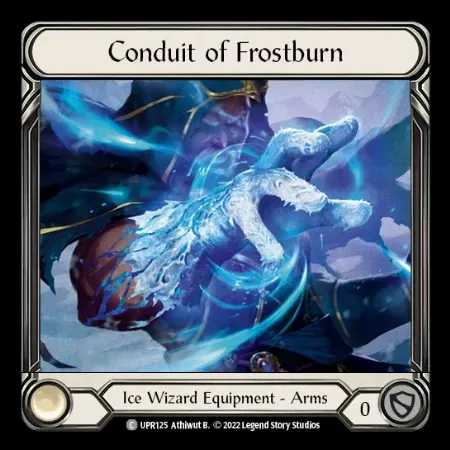 Conduit of Frostburn
Ice Wizard Equipment - Arms
0
C UPR125 Athiwut B. © 2022 Legend Story Studios